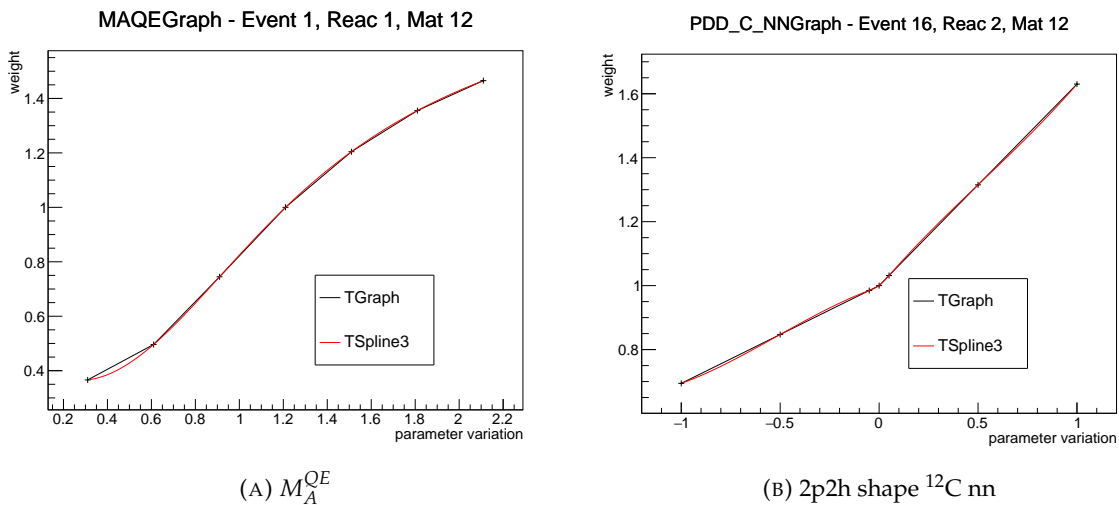 MAQEGraph - Event 1, Reac 1, Mat 12
weight
1.4
1.2
1
0.8
0.6
0.4
TGraph
TSpline3
0.2 0.4 0.6 0.8 1 1.2 1.4 1.6 1.8 2 2.2
parameter variation
(A) M_A^{QE}
PDD_C_NNGraph - Event 16, Reac 2, Mat 12
weight
1.6
1.4
1.2
1
0.8
TGraph
TSpline3
−1 −0.5 0 0.5 1
parameter variation
(B) 2p2h shape ¹²C nn